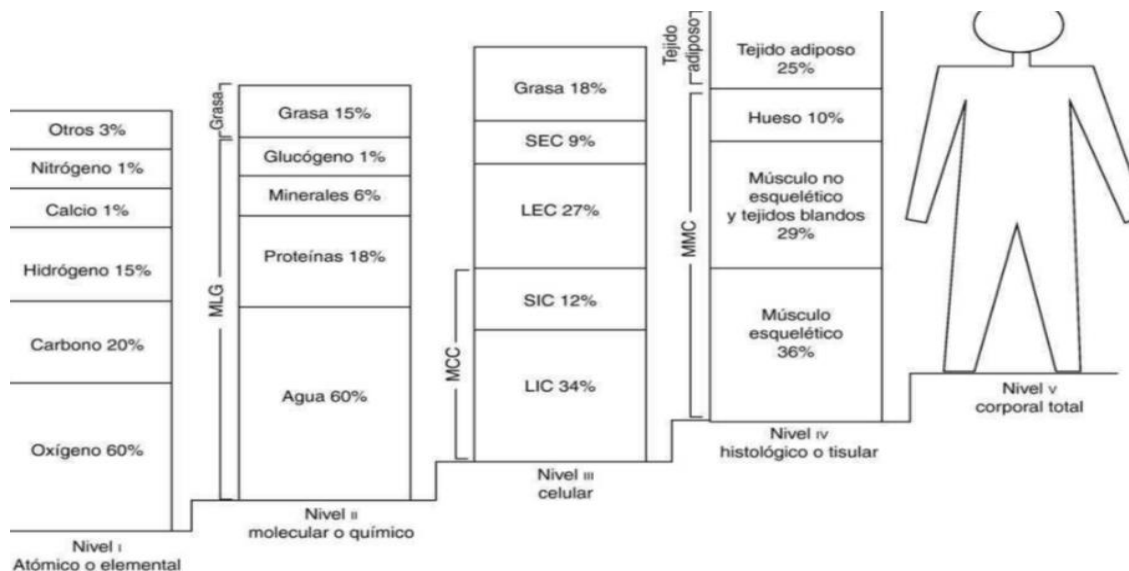 Otros 3%
Nitrógeno 1%
Calcio 1%
Hidrógeno 15%
Carbono 20%
Oxígeno 60%
Nivel I
Atómico o elemental
Grasa
MLG
Grasa 15%
Glucógeno 1%
Minerales 6%
Proteínas 18%
Agua 60%
Nivel II
molecular o químico
MCC
Grasa 18%
SEC 9%
LEC 27%
SIC 12%
LIC 34%
Nivel III
celular
Tejido
adiposo
MMC
Tejido adiposo
25%
Hueso 10%
Músculo no
esquelético
y tejidos blandos
29%
Músculo
esquelético
36%
Nivel IV
histológico o tisular
Nivel V
corporal total